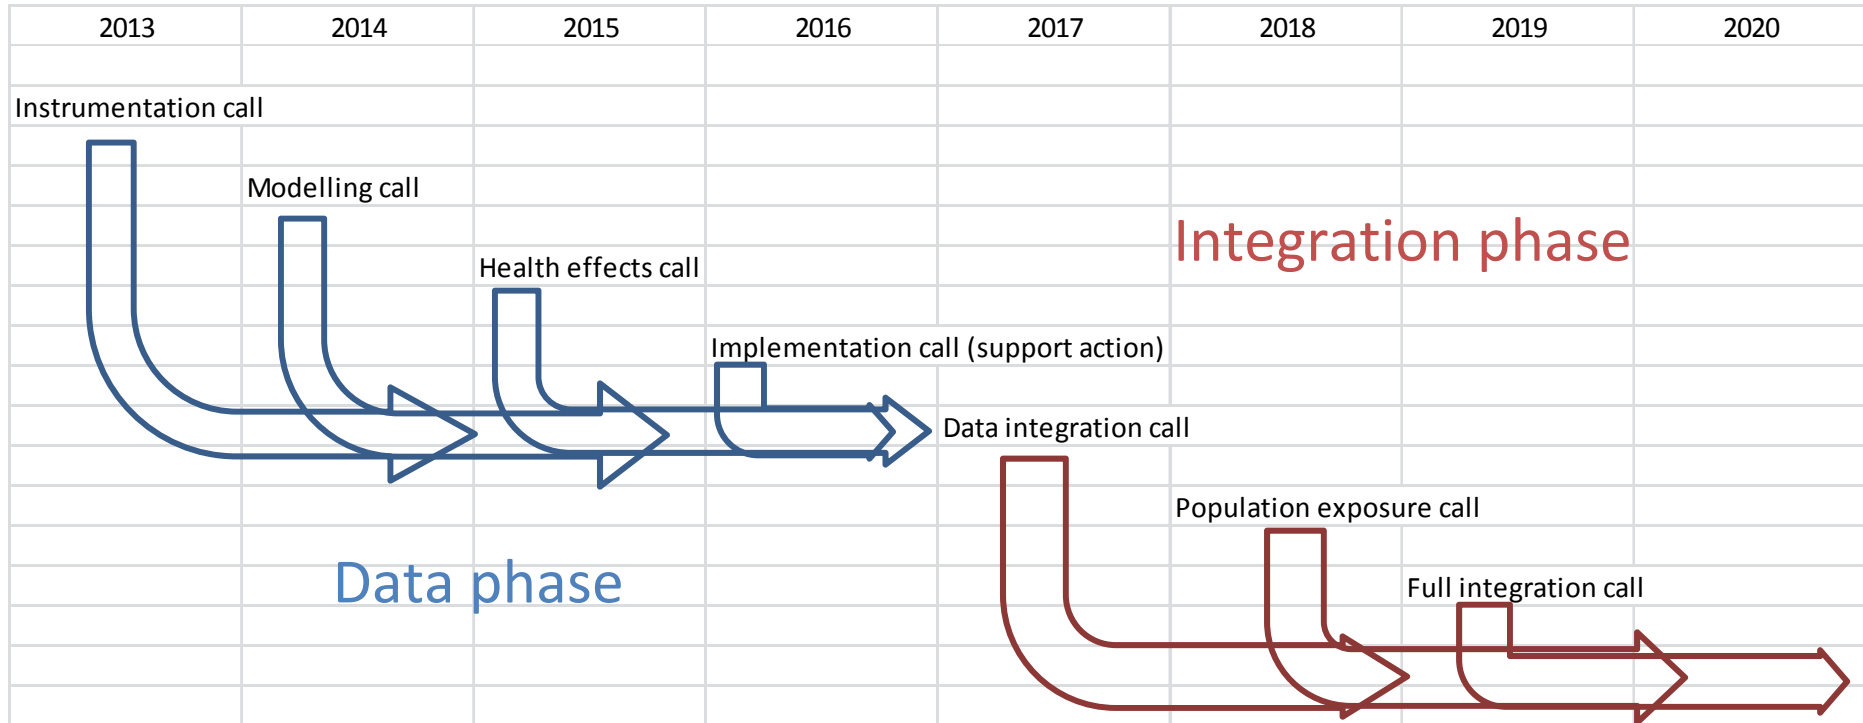 2013 2014 2015 2016 2017 2018 2019 2020
Instrumentation call
Modelling call
Integration phase
Health effects call
Implementation call (support action)
Data integration call
Population exposure call
Data phase
Full integration call